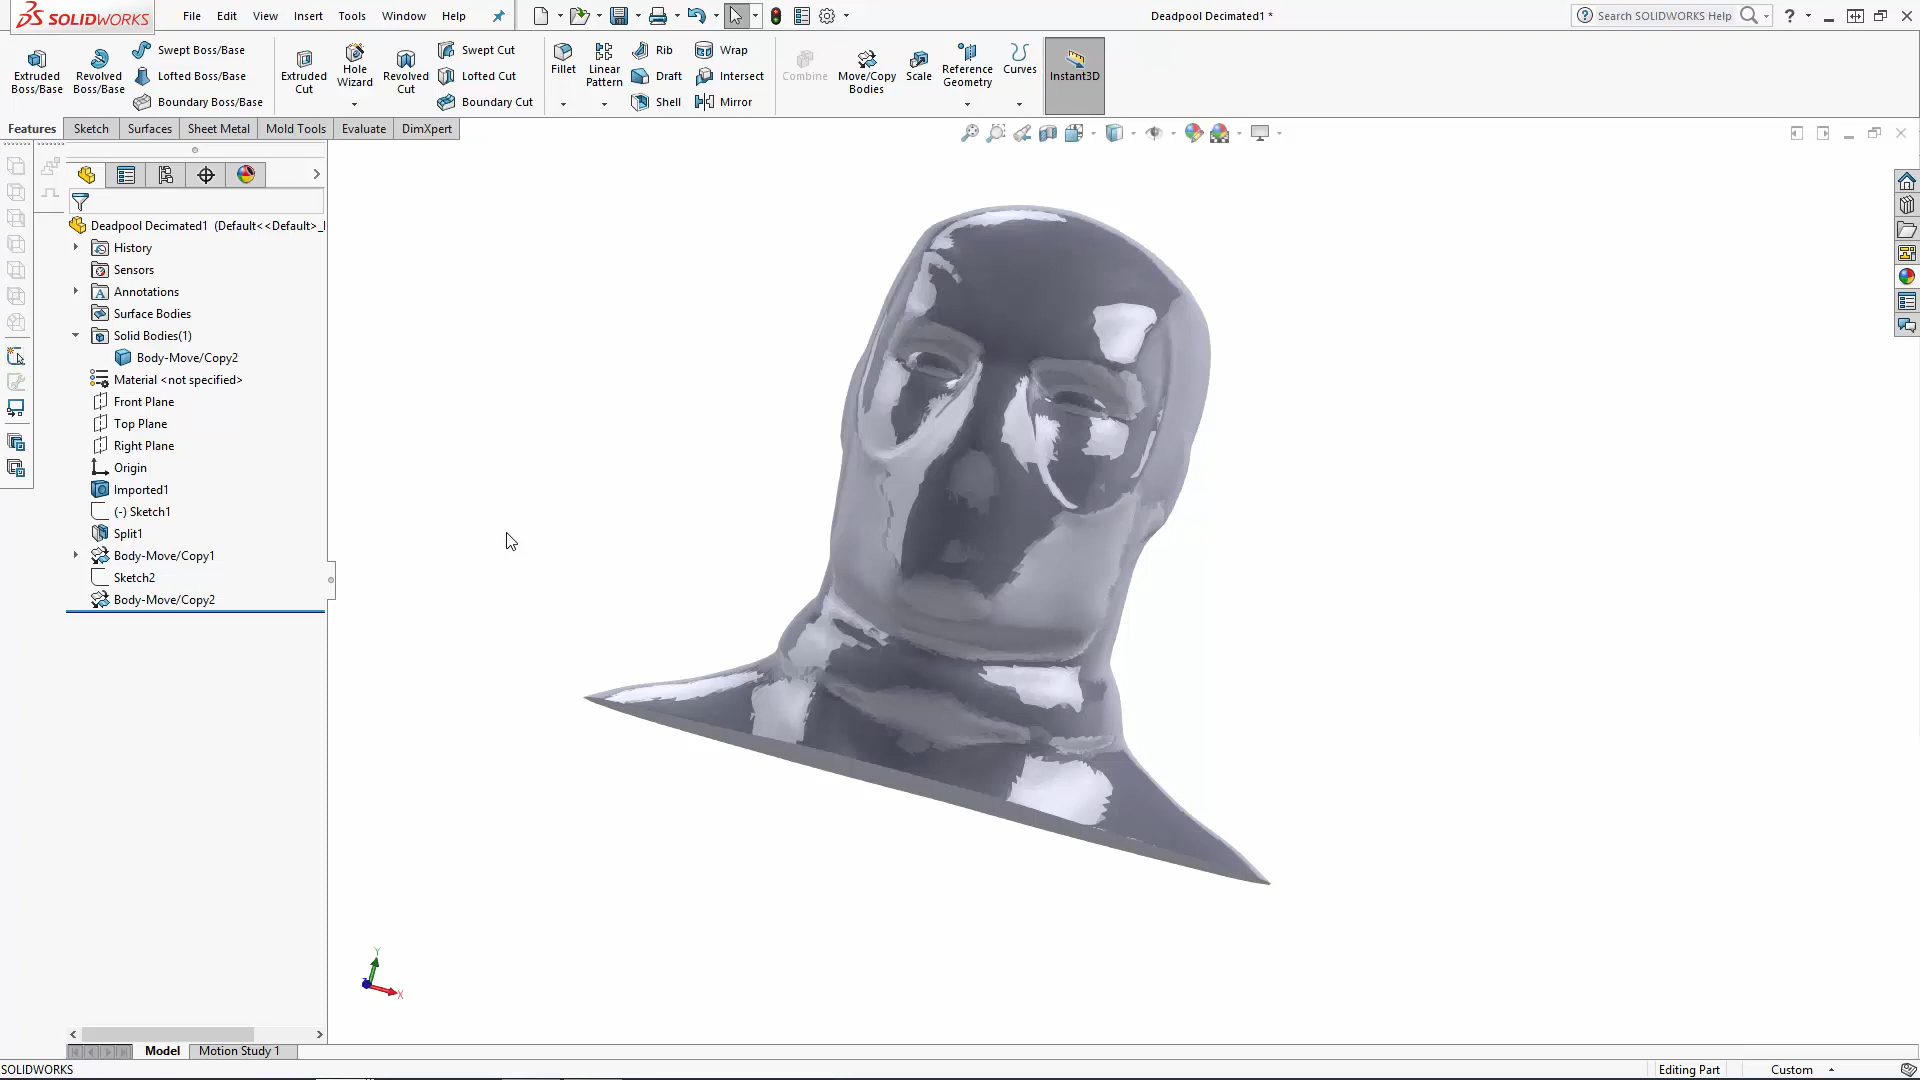 SOLIDWORKS
File Edit View Insert Tools Window Help
Deadpool Decimated1 *
Search SOLIDWORKS Help
Extruded Boss/Base
Revolved Boss/Base
Swept Boss/Base
Lofted Boss/Base
Boundary Boss/Base
Extruded Cut
Hole Wizard
Revolved Cut
Swept Cut
Lofted Cut
Boundary Cut
Fillet
Linear Pattern
Rib
Draft
Shell
Wrap
Intersect
Mirror
Combine
Move/Copy Bodies
Scale
Reference Geometry
Curves
Instant3D
Features Sketch Surfaces Sheet Metal Mold Tools Evaluate DimXpert
Deadpool Decimated1 (Default<<Default>_
History
Sensors
Annotations
Surface Bodies
Solid Bodies(1)
Body-Move/Copy2
Material <not specified>
Front Plane
Top Plane
Right Plane
Origin
Imported1
(-) Sketch1
Split1
Body-Move/Copy1
Sketch2
Body-Move/Copy2
Y
X
Model Motion Study 1
SOLIDWORKS
Editing Part
Custom